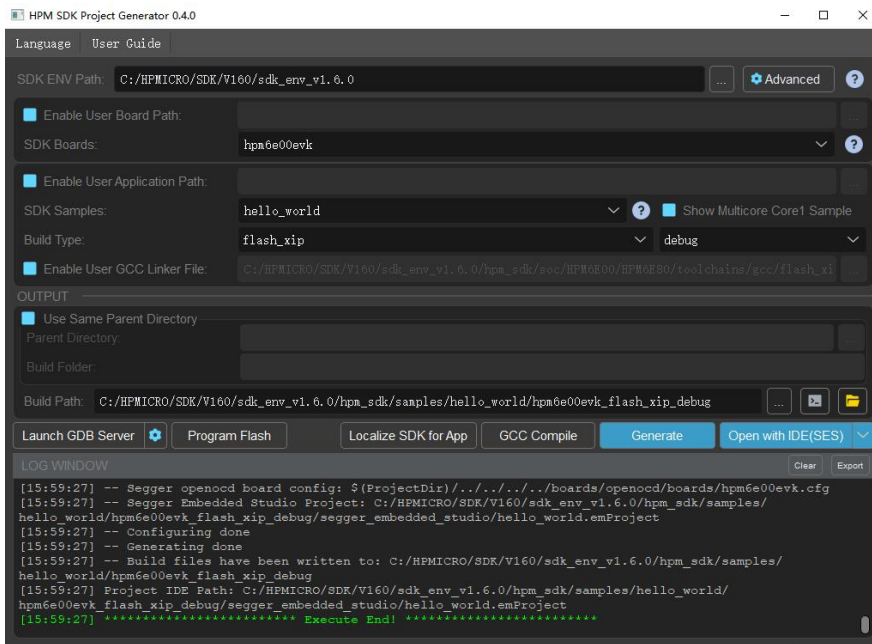 HPM SDK Project Generator 0.4.0
Language User Guide
SDK ENV Path: C:/HPMICRO/SDK/V160/sdk_env_v1.6.0 ... Advanced ?
Enable User Board Path: ...
SDK Boards: hpm6e00evk ?
Enable User Application Path: ...
SDK Samples: hello_world ? Show Multicore Core1 Sample
Build Type: flash_xip debug
Enable User GCC Linker File: C:/HPMICRO/SDK/V160/sdk_env_v1.6.0/hpm_sdk/soc/HPM6E00/HPM6E80/toolchains/gcc/flash_xi ...
OUTPUT
Use Same Parent Directory
Parent Directory: ...
Build Folder:
Build Path: C:/HPMICRO/SDK/V160/sdk_env_v1.6.0/hpm_sdk/samples/hello_world/hpm6e00evk_flash_xip_debug ...
Launch GDB Server Program Flash Localize SDK for App GCC Compile Generate Open with IDE(SES)
LOG WINDOW Clear Export
[15:59:27] -- Segger openocd board config: $(ProjectDir)/../../../../boards/openocd/boards/hpm6e00evk.cfg
[15:59:27] -- Segger Embedded Studio Project: C:/HPMICRO/SDK/V160/sdk_env_v1.6.0/hpm_sdk/samples/
hello_world/hpm6e00evk_flash_xip_debug/segger_embedded_studio/hello_world.emProject
[15:59:27] -- Configuring done
[15:59:27] -- Generating done
[15:59:27] -- Build files have been written to: C:/HPMICRO/SDK/V160/sdk_env_v1.6.0/hpm_sdk/samples/
hello_world/hpm6e00evk_flash_xip_debug
[15:59:27] Project IDE Path: C:/HPMICRO/SDK/V160/sdk_env_v1.6.0/hpm_sdk/samples/hello_world/
hpm6e00evk_flash_xip_debug/segger_embedded_studio/hello_world.emProject
[15:59:27] ************************* Execute End! *************************